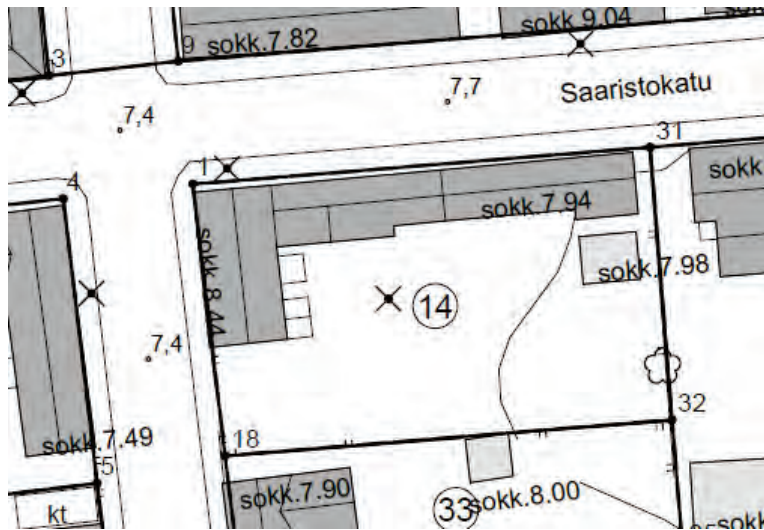 sokk.7.82
sokk 9.04
3
9
7,7
7,4
Saaristokatu
31
1
4
sokk
sokk.7.94
sokk.8.44
sokk.7.98
14
7,4
32
sokk.7.49
18
5
sokk.7.90
33
sokk.8.00
kt
sokk